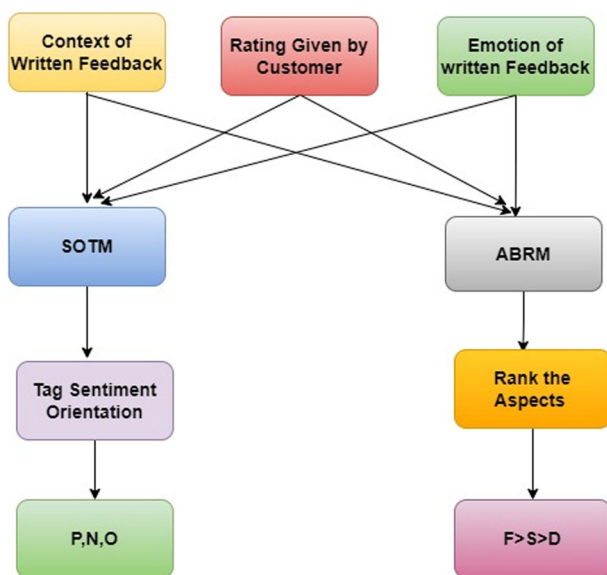 Context of
Written Feedback
Rating Given by
Customer
Emotion of
written Feedback
SOTM
ABRM
Tag Sentiment
Orientation
Rank the
Aspects
P,N,O
F>S>D